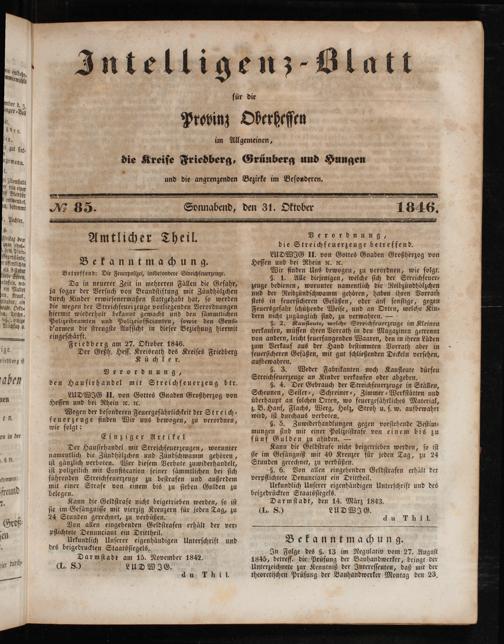 Intelligenz-Blatt
für die
Provinz Oberhessen
im Allgemeinen,
die Kreise Friedberg, Grünberg und Hungen
und die angrenzenden Bezirke im Besonderen.
№ 85. Sonnabend, den 31. Oktober 1846.
Amtlicher Theil.
Bekanntmachung.
Betreffend: Die Feuerpolizei, insbesondere Streichfeuerzeuge.
Da in neuerer Zeit in mehreren Fällen die Gefahr,
ja sogar der Versuch von Brandstiftung mit Zündhölzchen
durch Kinder erwiesenermaßen stattgehabt hat, so werden
die wegen der Streichfeuerzeuge vorliegenden Verordnungen
hiermit wiederholt bekannt gemacht und den sämmtlichen
Polizeibeamten und Polizeiofficianten, sowie den Gens-
d'armen die strengste Aufsicht in dieser Beziehung hiermit
eingeschärft.
Friedberg am 27. Oktober 1846.
Der Großh. Hess. Kreisrath des Kreises Friedberg
Küchler.
Verordnung,
den Hausirhandel mit Streichfeuerzeug btr.
LUDWIG II. von Gottes Gnaden Großherzog von
Hessen und bei Rhein ꝛc. ꝛc.
Wegen der besonderen Feuergefährlichkeit der Streich-
feuerzeuge finden Wir uns bewogen, zu verordnen, wie
folgt:
Einziger Artikel
Der Hausirhandel mit Streichfeuerzeugen, worunter
namentlich die Zündhölzchen und Zündschwamm gehören,
ist gänzlich verboten. Wer diesem Verbote zuwiderhandelt,
ist polizeilich mit Confiscation seiner sämmtlichen bei sich
führenden Streichfeuerzeuge zu bestrafen und außerdem
mit einer Strafe von einem bis zu fünf Gulden zu
belegen.
Kann die Geldstrafe nicht beigetrieben werden, so ist
sie im Gefängniß mit vierzig Kreuzern für jeden Tag, zu
24 Stunden gerechnet, zu verbüßen.
Von allen eingehenden Geldstrafen erhält der ver-
pflichtete Denunciant ein Drittheil.
Urkundlich Unserer eigenhändigen Unterschrift und
des beigedruckten Staatssiegels.
Darmstadt am 15. November 1842.
(L. S.) LUDWIG.
du Thil.
Verordnung,
die Streichfeuerzeuge betreffend.
LUDWIG II. von Gottes Gnaden Großherzog von
Hessen und bei Rhein ꝛc. ꝛc.
Wir finden Uns bewogen, zu verordnen, wie folgt:
§. 1. Alle diejenigen, welche sich der Streichfeuer-
zeuge bedienen, worunter namentlich die Reibzündhölzchen
und der Reibzündschwamm gehören, haben ihren Vorrath
stets in feuersicheren Gefäßen, oder auf sonstige, gegen
Feuersgefahr schützende Weise, und an Orten, welche Kin-
dern nicht zugänglich sind, zu verwahren. —
§. 2. Kaufleute, welche Streichfeuerzeuge im Kleinen
verkaufen, müssen ihren Vorrath in den Magazinen getrennt
von andern, leicht feuerfangenden Waaren, den in ihren Läden
zum Verkauf aus der Hand bestimmten Vorrath aber in
feuersicheren Gefäßen, mit gut schließenden Deckeln versehen,
aufbewahren.
§. 3. Weder Fabrikanten noch Kaufleute dürfen
Streichfeuerzeuge an Kinder verkaufen oder abgeben.
§. 4. Der Gebrauch der Streichfeuerzeuge in Ställen,
Scheunen, Seiler-, Schreiner-, Zimmer-Werkstätten und
überhaupt an solchen Orten, wo feuergefährliches Material,
z. B. Hanf, Flachs, Werg, Holz, Stroh u. s. w. aufbewahrt
wird, ist durchaus verboten.
§. 5. Zuwiderhandlungen gegen vorstehende Bestim-
mungen sind mit einer Polizeistrafe von einem bis zu
fünf Gulden zu ahnden. —
Kann die Geldstrafe nicht beigetrieben werden, so ist
sie im Gefängniß mit 40 Kreuzer für jeden Tag, zu 24
Stunden gerechnet, zu verbüßen.
§. 6. Von allen eingehenden Geldstrafen erhält der
verpflichtete Denunciant ein Drittheil.
Urkundlich Unserer eigenhändigen Unterschrift und des
beigedruckten Staatssiegels.
Darmstadt, den 14. März 1843.
(L. S.) LUDWIG.
du Thil.
Bekanntmachung.
In Folge des §. 13 im Regulativ vom 27. August
1845, betreff. die Prüfung der Bauhandwerker, bringe der
Unterzeichnete zur Kenntniß der Interessenten, daß mit der
theoretischen Prüfung der Bauhandwerker Montag den 23.